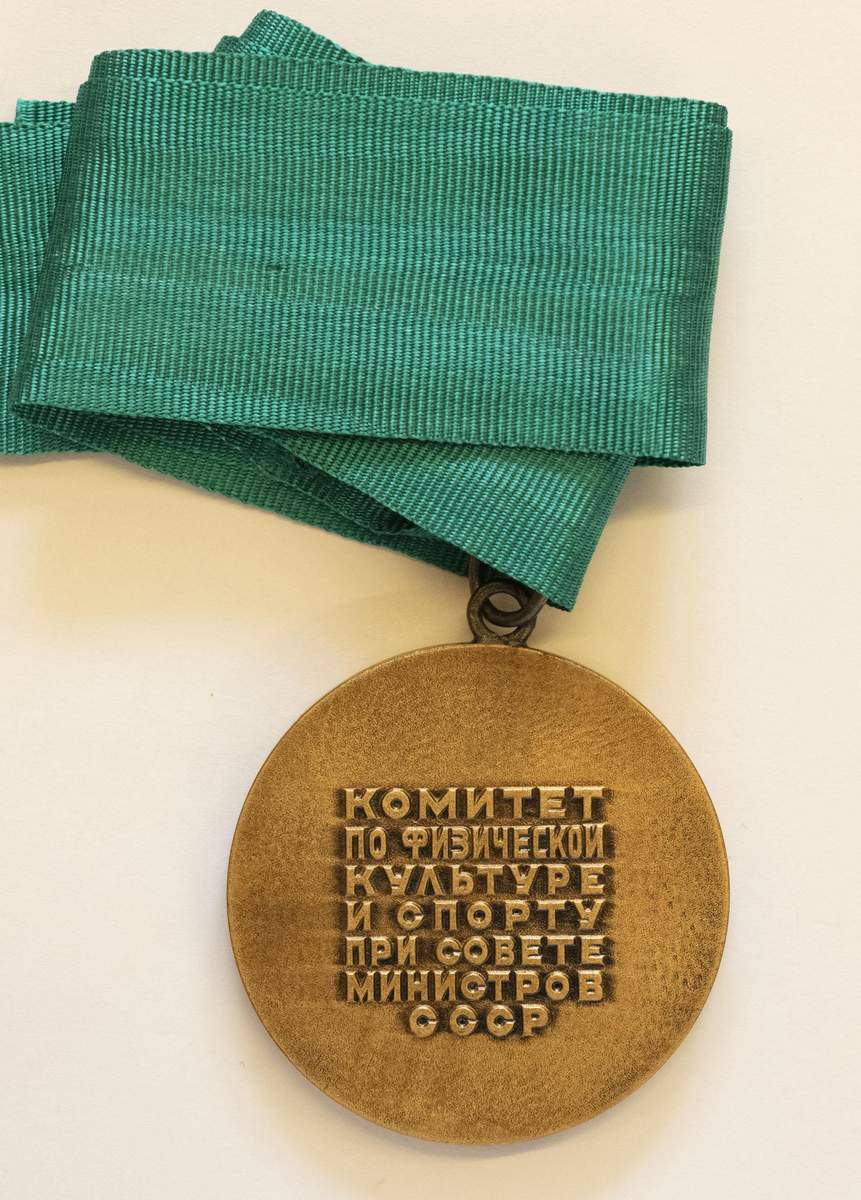 КОМИТЕТ
ПО ФИЗИЧЕСКОЙ
КУЛЬТУРЕ
И СПОРТУ
ПРИ СОВЕТЕ
МИНИСТРОВ
СССР